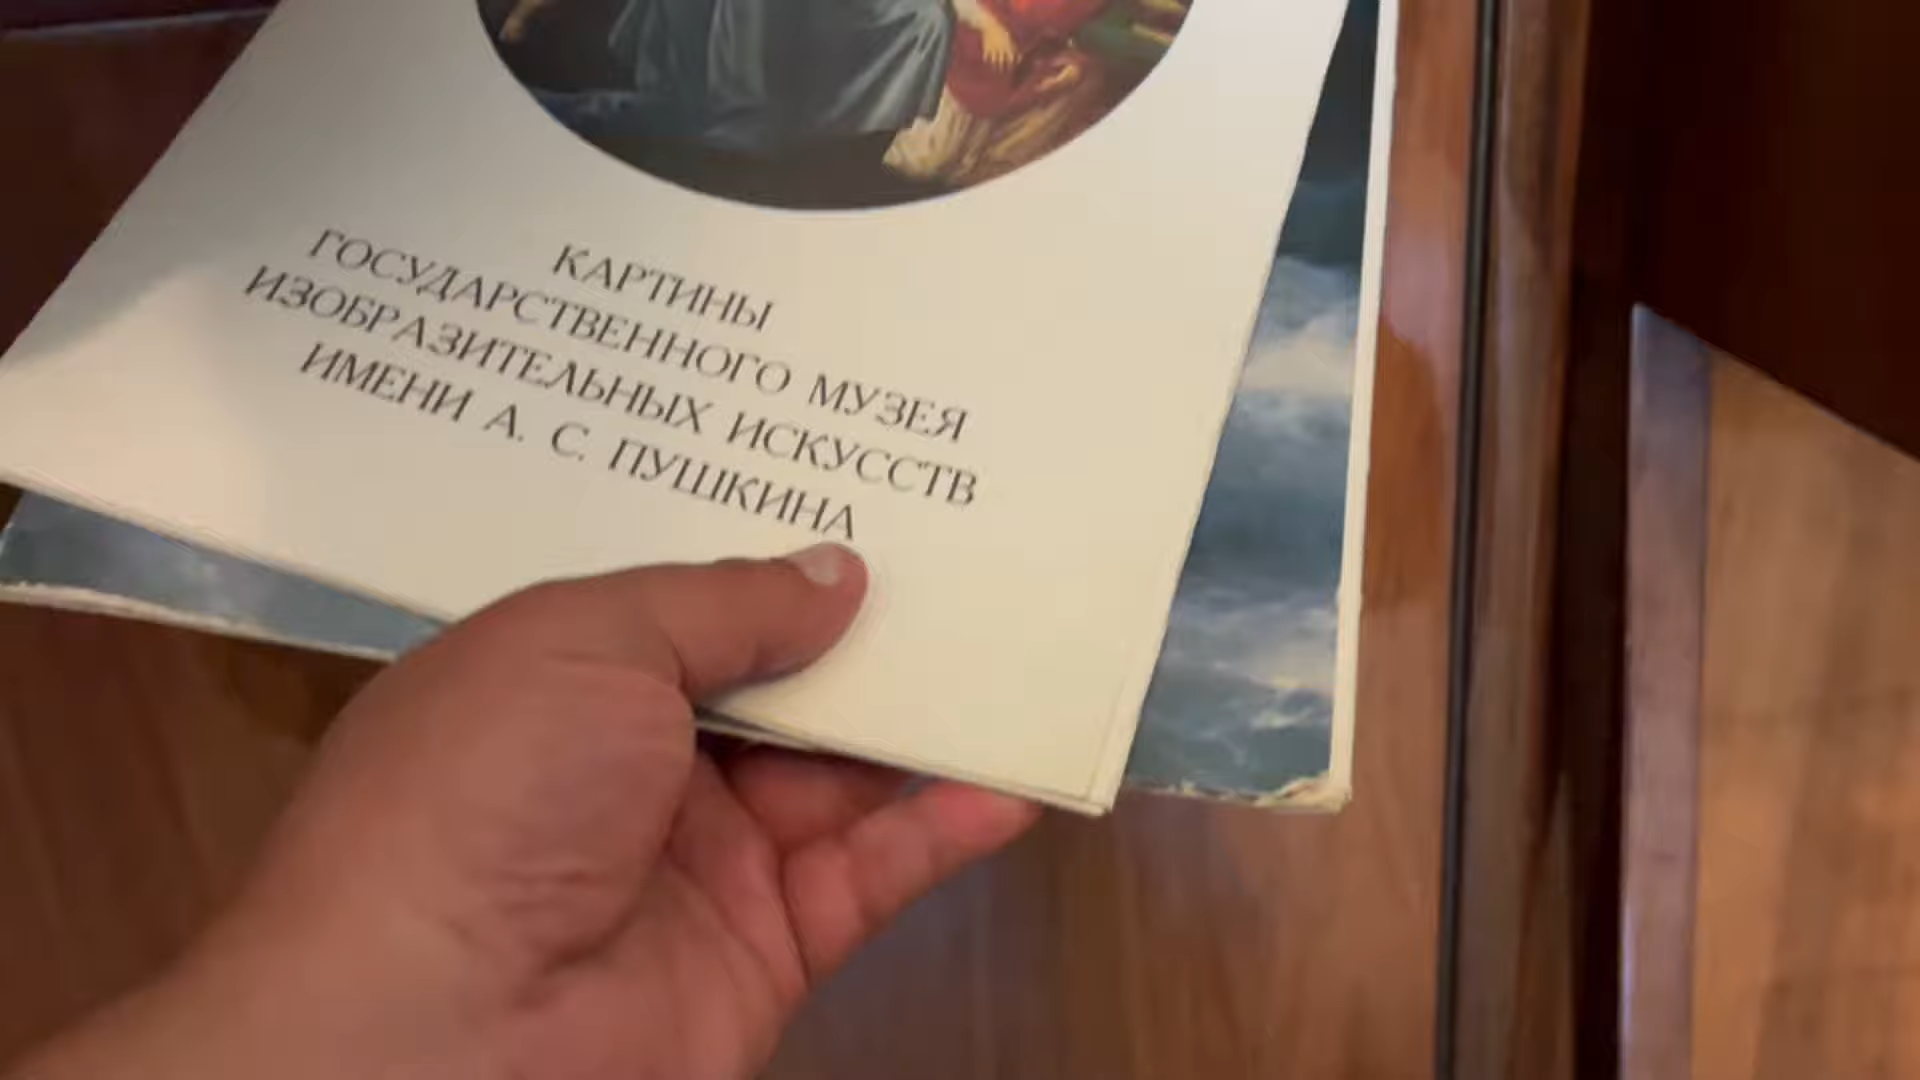 КАРТИНЫ
ГОСУДАРСТВЕННОГО МУЗЕЯ
ИЗОБРАЗИТЕЛЬНЫХ ИСКУССТВ
ИМЕНИ А. С. ПУШКИНА